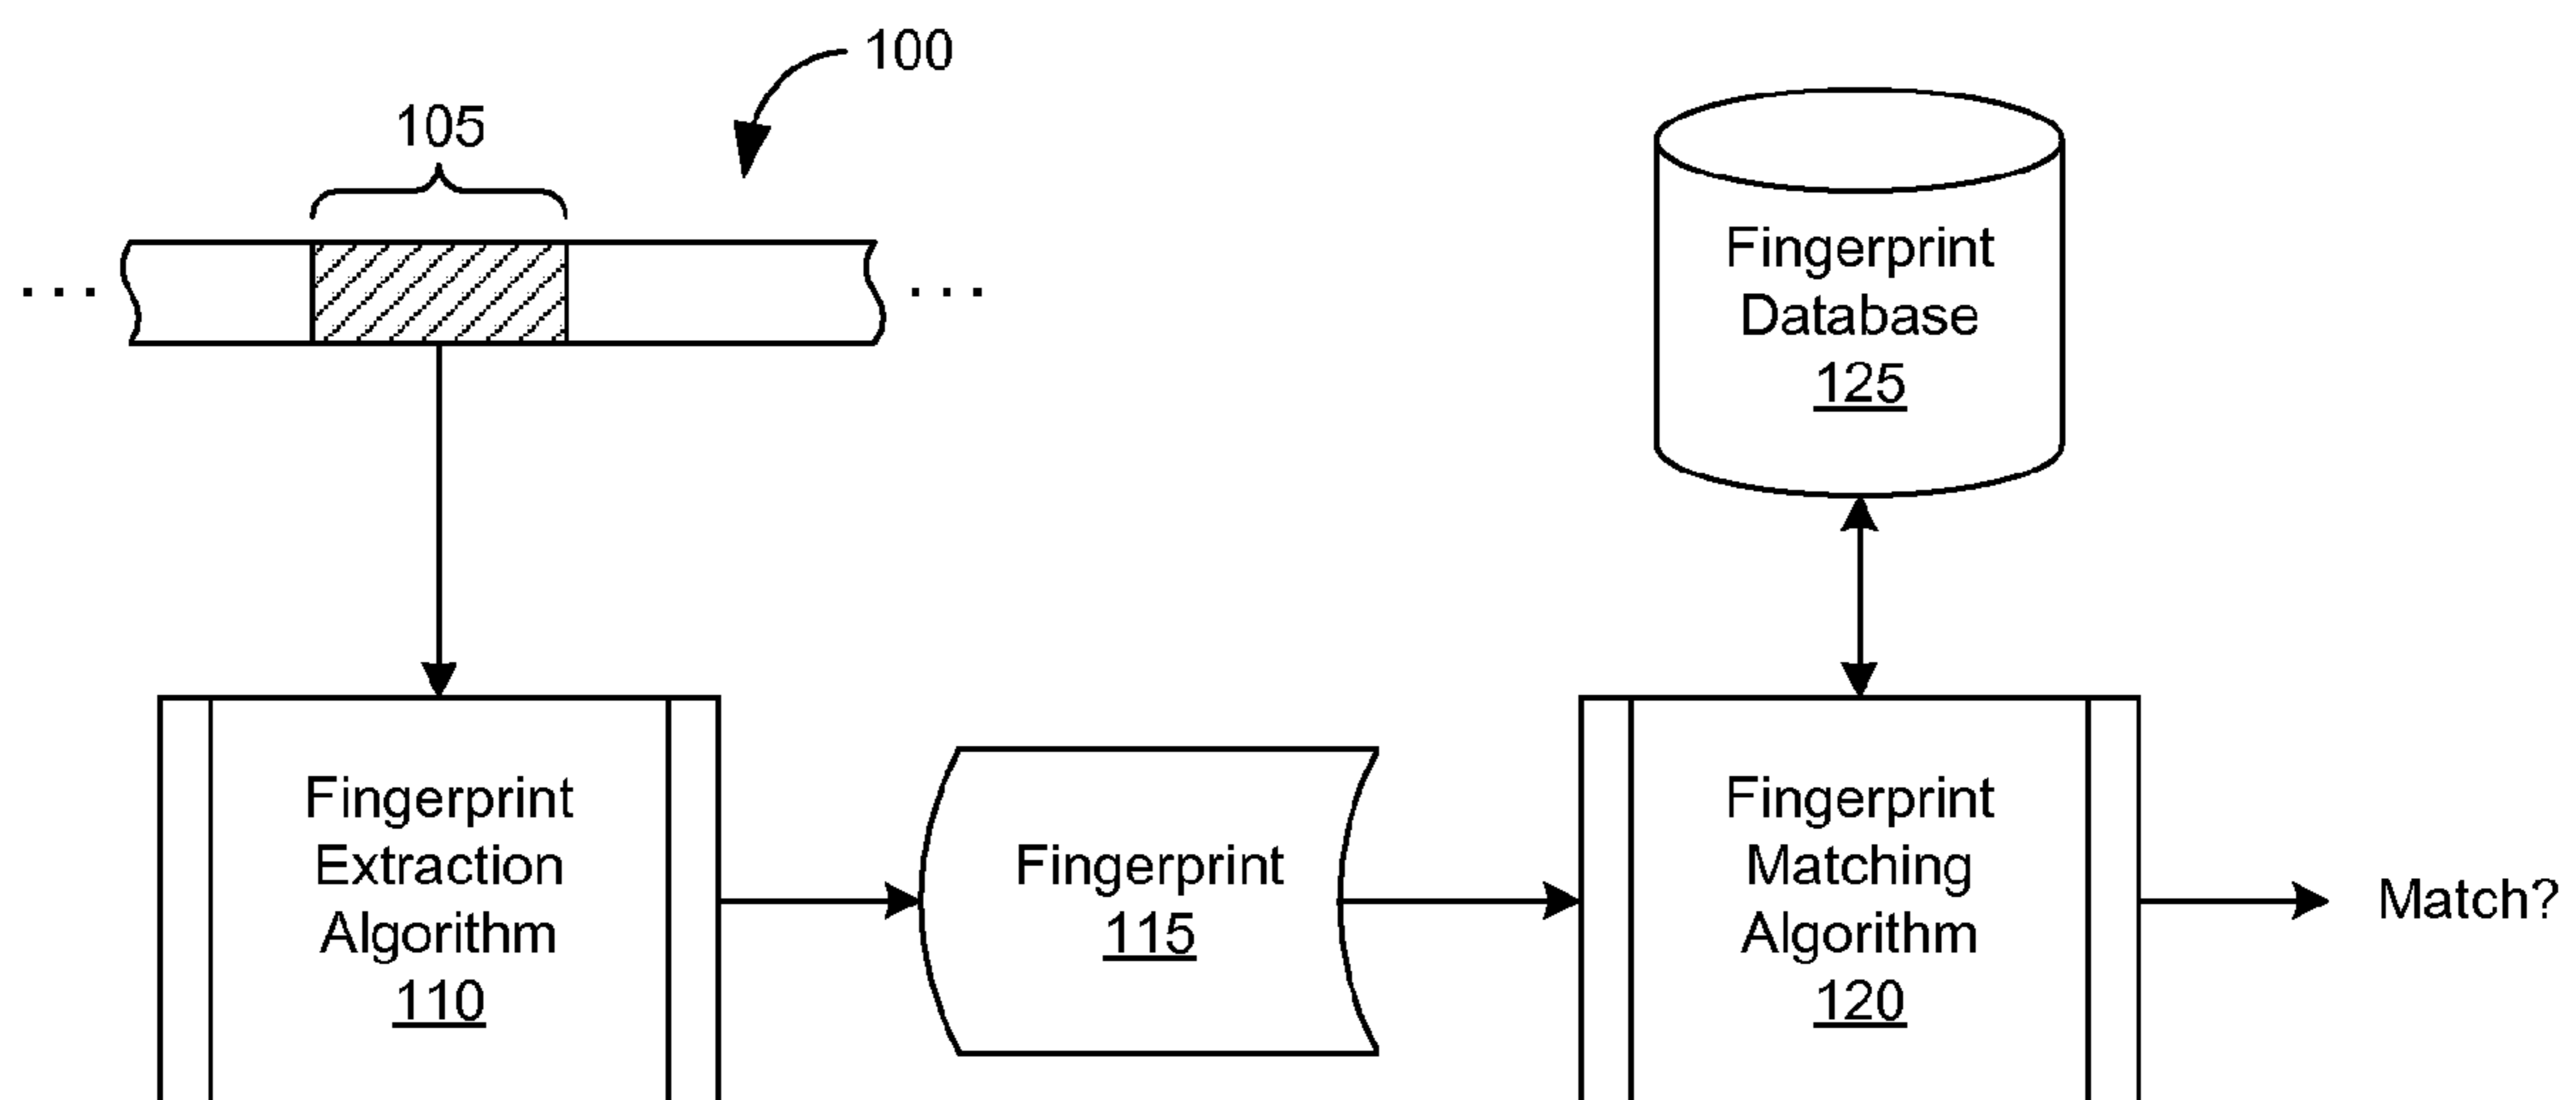 100
105
. . .
. . .
Fingerprint
Database
125
Fingerprint
Extraction
Algorithm
110
Fingerprint
115
Fingerprint
Matching
Algorithm
120
Match?